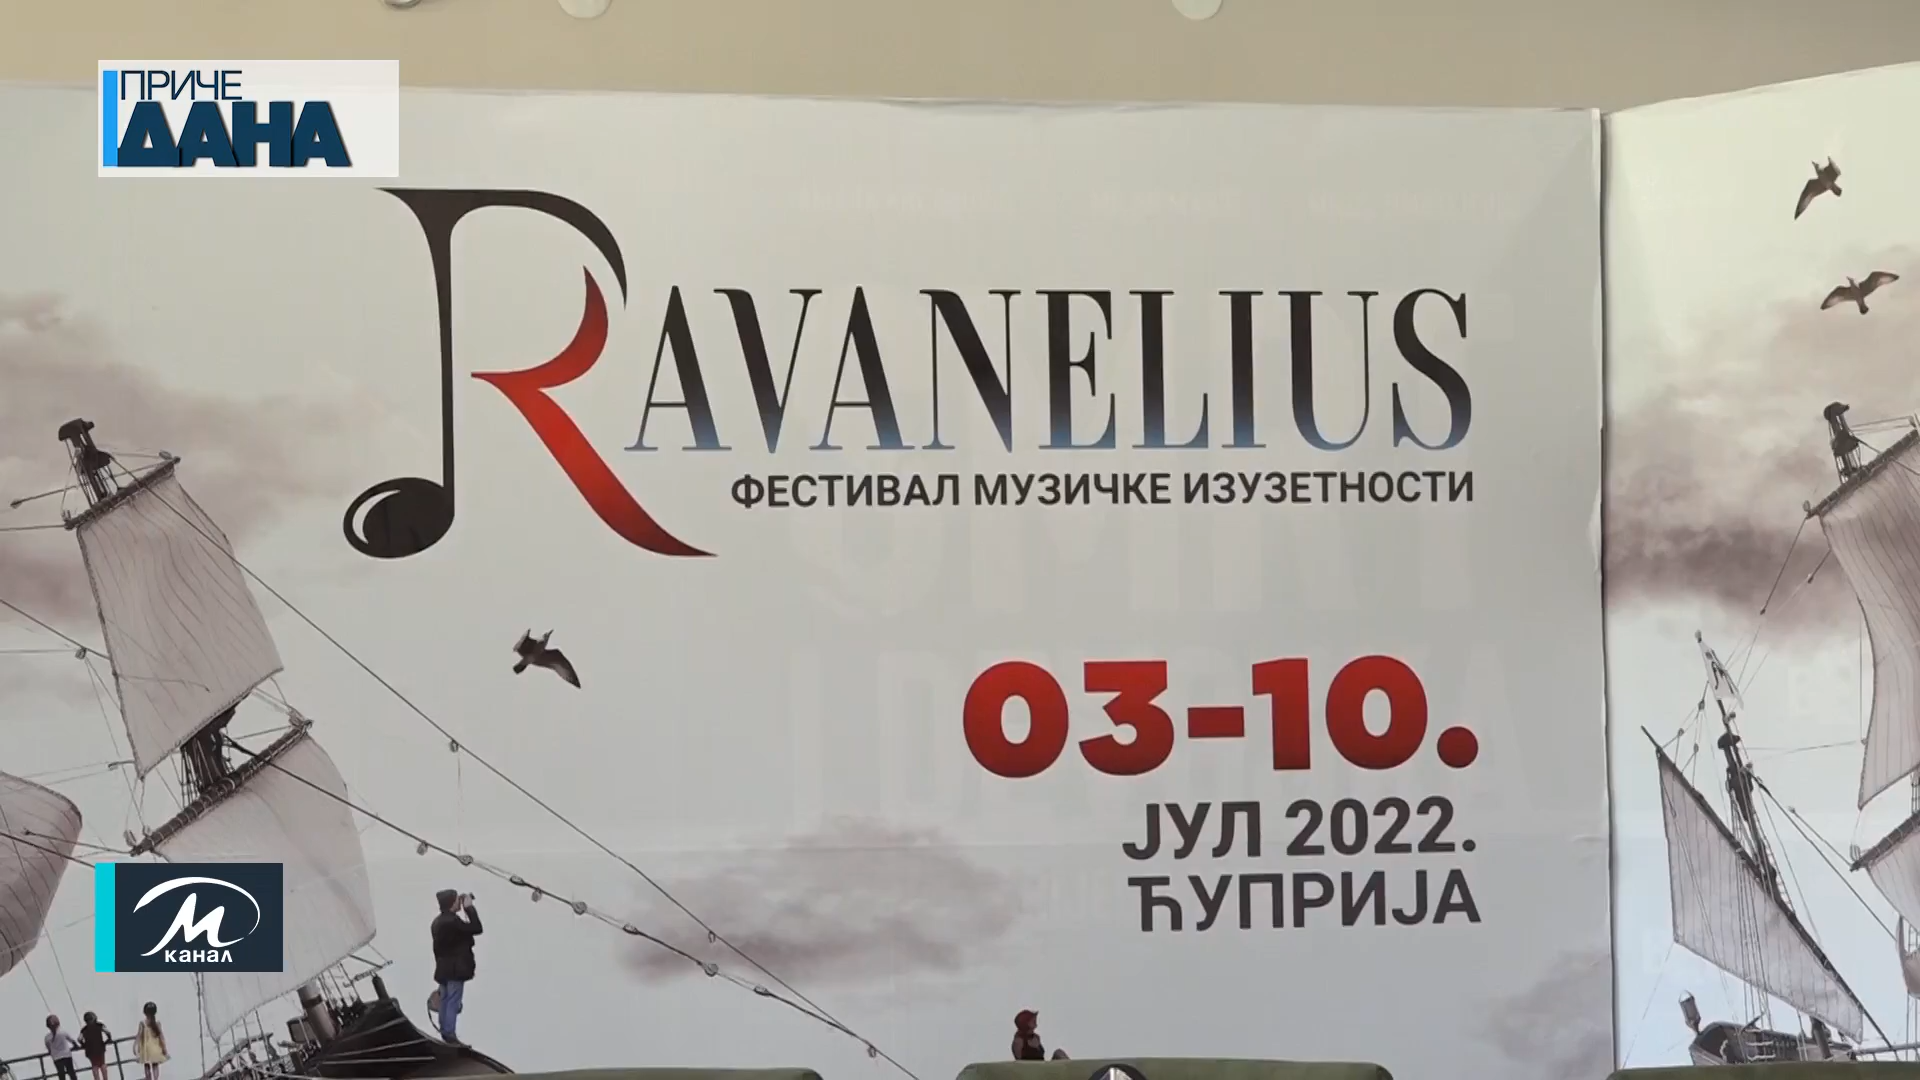 ПРИЧЕ
ДАНА
RAVANELIUS
ФЕСТИВАЛ МУЗИЧКЕ ИЗУЗЕТНОСТИ
03-10.
ЈУЛ 2022.
ЋУПРИЈА
М
канал